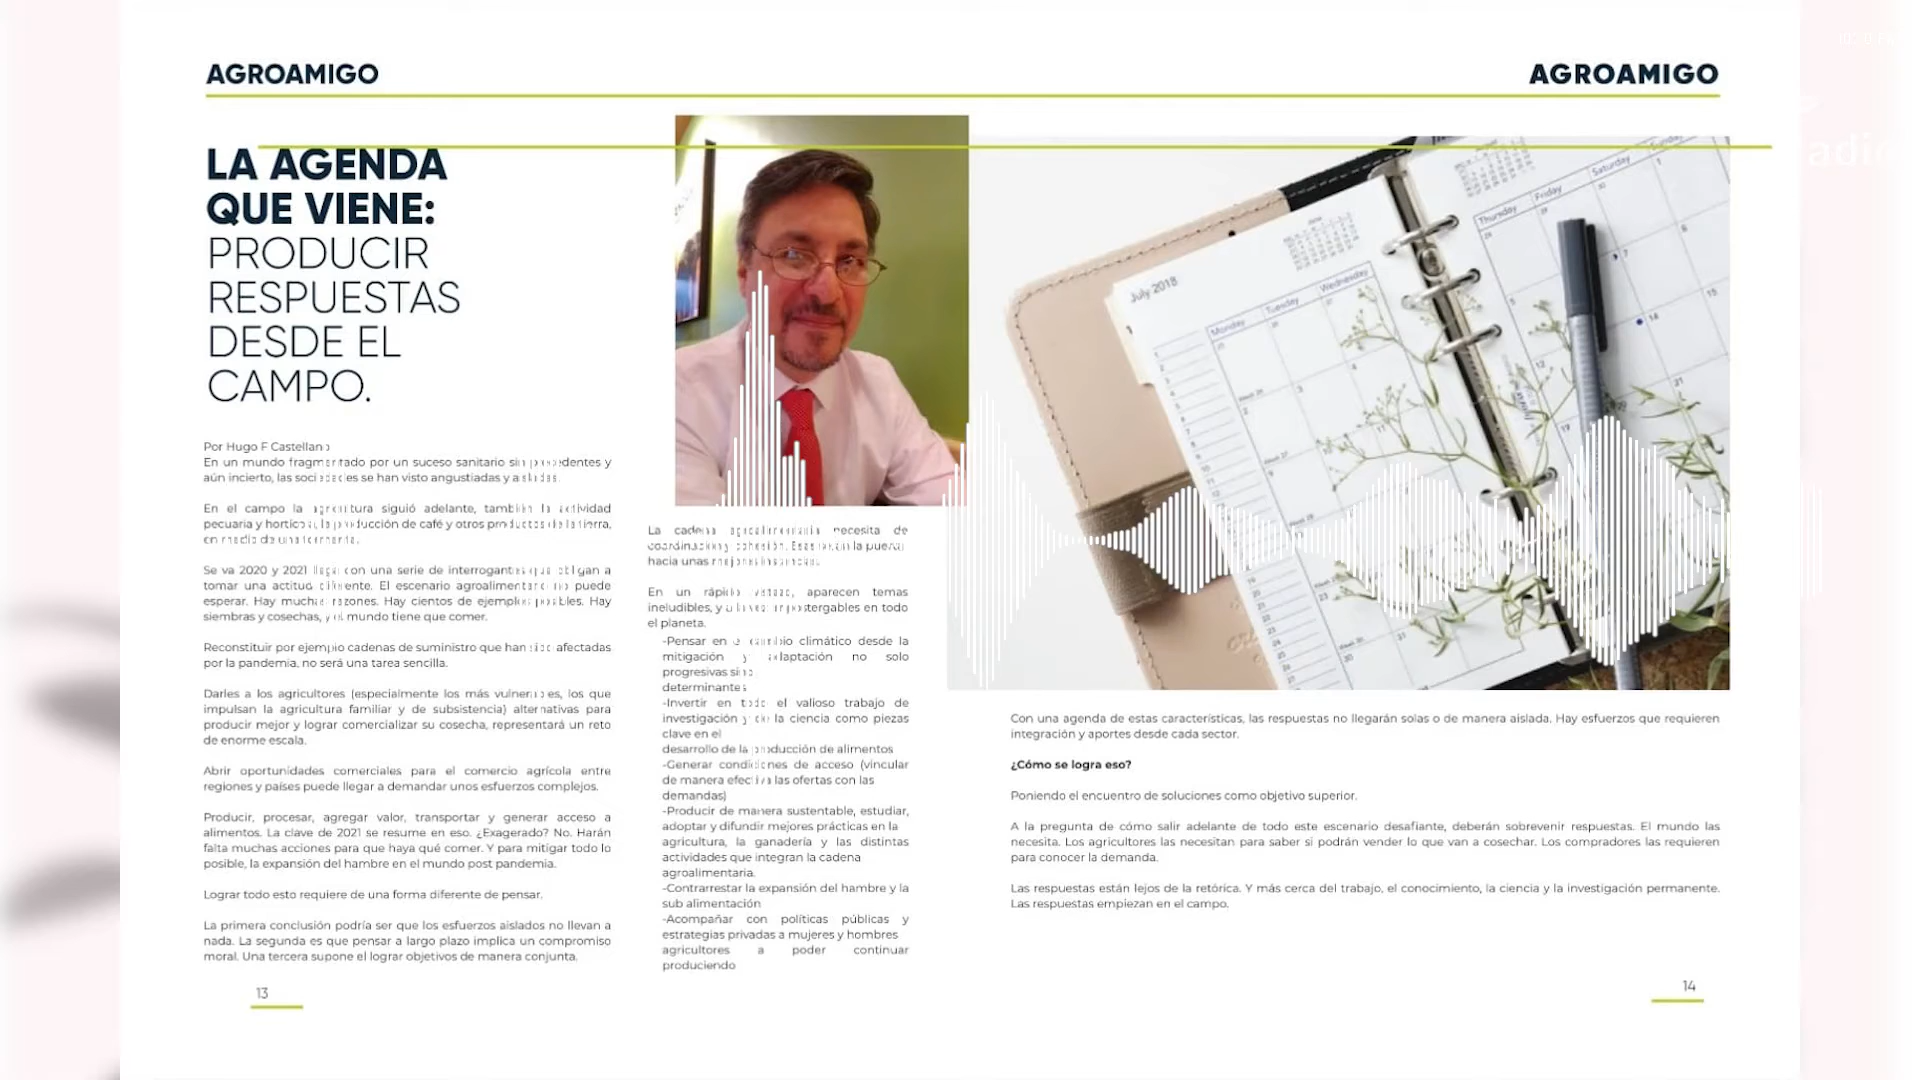 AGROAMIGO
AGROAMIGO
LA AGENDA
QUE VIENE:
PRODUCIR
RESPUESTAS
DESDE EL
CAMPO.
Por Hugo F Castellano
En un mundo fragmentado por un suceso sanitario sin precedentes y
aún incierto, las sociedades se han visto angustiadas y aisladas.
En el campo la agricultura siguió adelante, también la actividad
pecuaria y hortícola, la producción de café y otros productos de la tierra,
en medio de una tormenta.
Se va 2020 y 2021 llega con una serie de interrogantes que obligan a
tomar una actitud diferente. El escenario agroalimentario no puede
esperar. Hay muchas razones. Hay cientos de ejemplos posibles. Hay
siembras y cosechas, y el mundo tiene que comer.
Reconstituir por ejemplo cadenas de suministro que han sido afectadas
por la pandemia, no será una tarea sencilla.
Darles a los agricultores (especialmente los más vulnerables, los que
impulsan la agricultura familiar y de subsistencia) alternativas para
producir mejor y lograr comercializar su cosecha, representará un reto
de enorme escala.
Abrir oportunidades comerciales para el comercio agrícola entre
regiones y países puede llegar a demandar unos esfuerzos complejos.
Producir, procesar, agregar valor, transportar y generar acceso a
alimentos. La clave de 2021 se resume en eso. ¿Exagerado? No. Harán
falta muchas acciones para que haya qué comer. Y para mitigar todo lo
posible, la expansión del hambre en el mundo post pandemia.
Lograr todo esto requiere de una forma diferente de pensar.
La primera conclusión podría ser que los esfuerzos aislados no llevan a
nada. La segunda es que pensar a largo plazo implica un compromiso
moral. Una tercera supone el lograr objetivos de manera conjunta.
13
La cadena agroalimentaria necesita de
coordinación y cohesión. Esas serán la puerta
hacia unas mejores instancias.
En un rápido vistazo, aparecen temas
ineludibles, y a la vez impostergables en todo
el planeta.
-Pensar en el cambio climático desde la
mitigación y adaptación no solo
progresivas sino
determinantes
-Invertir en todo el valioso trabajo de
investigación y de la ciencia como piezas
clave en el
desarrollo de la producción de alimentos
-Generar condiciones de acceso (vincular
de manera efectiva las ofertas con las
demandas)
-Producir de manera sustentable, estudiar,
adoptar y difundir mejores prácticas en la
agricultura, la ganadería y las distintas
actividades que integran la cadena
agroalimentaria.
-Contrarrestar la expansión del hambre y la
sub alimentación
-Acompañar con políticas públicas y
estrategias privadas a mujeres y hombres
agricultores a poder continuar
produciendo
July 2018
Monday
Tuesday
Wednesday
Thursday
Friday
Saturday
Con una agenda de estas características, las respuestas no llegarán solas o de manera aislada. Hay esfuerzos que requieren
integración y aportes desde cada sector.
¿Cómo se logra eso?
Poniendo el encuentro de soluciones como objetivo superior.
A la pregunta de cómo salir adelante de todo este escenario desafiante, deberán sobrevenir respuestas. El mundo las
necesita. Los agricultores las necesitan para saber si podrán vender lo que van a cosechar. Los compradores las requieren
para conocer la demanda.
Las respuestas están lejos de la retórica. Y más cerca del trabajo, el conocimiento, la ciencia y la investigación permanente.
Las respuestas empiezan en el campo.
14